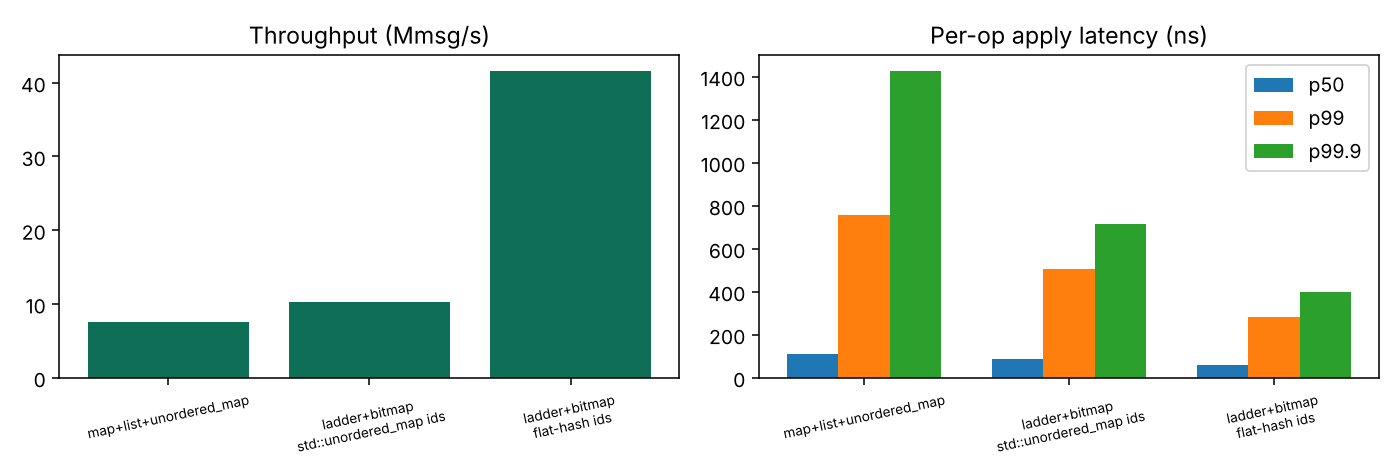 Throughput (Mmsg/s)
40
30
20
10
0
map+list+unordered_map
ladder+bitmap
std::unordered_map ids
ladder+bitmap
flat-hash ids
Per-op apply latency (ns)
1400
1200
1000
800
600
400
200
0
p50
p99
p99.9
map+list+unordered_map
ladder+bitmap
std::unordered_map ids
ladder+bitmap
flat-hash ids